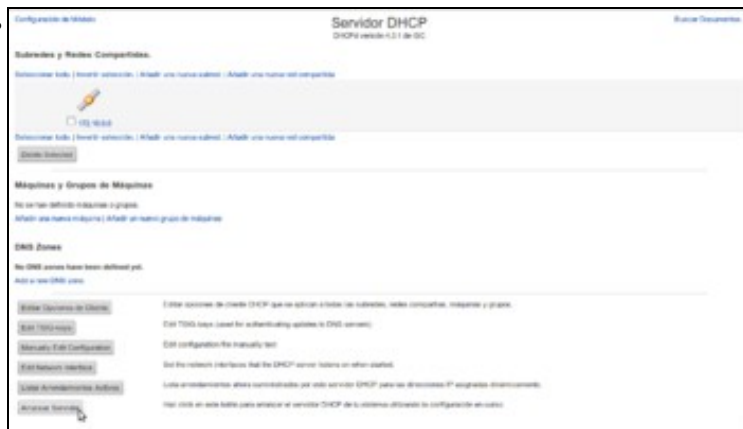 Configuración de Módulo
Servidor DHCP
Buscar Documentos..
DHCPd versión 4.2.1 de ISC
Subredes y Redes Compartidas.
Seleccionar todo. | Invertir selección. | Añadir una nueva subred. | Añadir una nueva red compartida
Seleccionar todo. | Invertir selección. | Añadir una nueva subred. | Añadir una nueva red compartida
Delete Selected
Máquinas y Grupos de Máquinas
No se han definido máquinas o grupos.
Añadir una nueva máquina | Añadir un nuevo grupo de máquinas
DNS Zones
No DNS zones have been defined yet.
Add a new DNS zone.
Editar Opciones de Cliente
Editar opciones de cliente DHCP que se aplican a todas las subredes, redes compartidas, máquinas y grupos.
Edit TSIG-keys
Edit TSIG-keys (used for authenticating updates to DNS servers).
Manually Edit Configuration
Edit configuration file manually text
Edit Network Interface
Set the network interfaces that the DHCP server listens on when started.
Listar Arrendamientos Activos
Lista arrendamientos ahora suministrados por este servidor DHCP para las direcciones IP asignadas dinámicamente.
Arrancar Servidor
Haz click en este botón para arrancar el servidor DHCP de tu sistema utilizando la configuración en curso